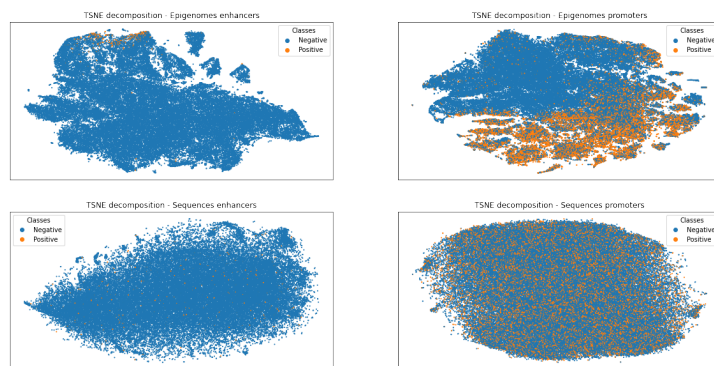 TSNE decomposition - Epigenomes enhancers
Classes
Negative
Positive
TSNE decomposition - Epigenomes promoters
Classes
Negative
Positive
TSNE decomposition - Sequences enhancers
Classes
Negative
Positive
TSNE decomposition - Sequences promoters
Classes
Negative
Positive